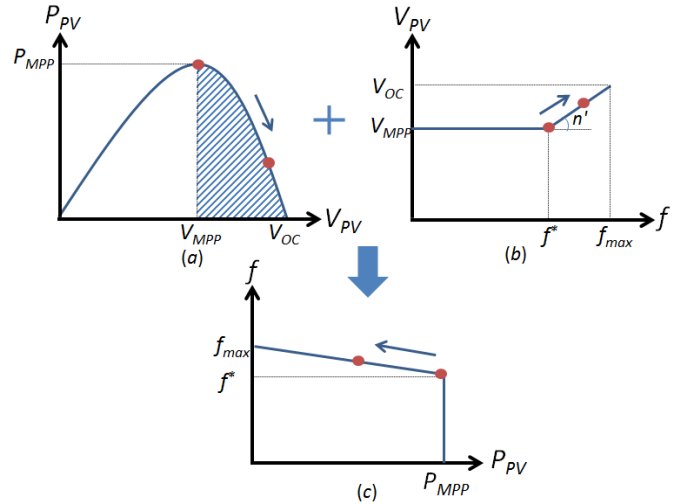 P_PV
P_MPP
V_MPP
V_OC
V_PV
(a)
+
V_PV
V_OC
V_MPP
n'
f*
f_max
f
(b)
f
f_max
f*
P_MPP
P_PV
(c)